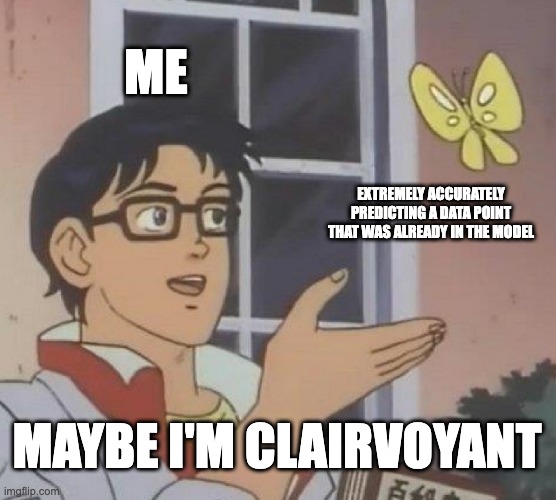 ME
EXTREMELY ACCURATELY
PREDICTING A DATA POINT
THAT WAS ALREADY IN THE MODEL
MAYBE I'M CLAIRVOYANT
imgflip.com